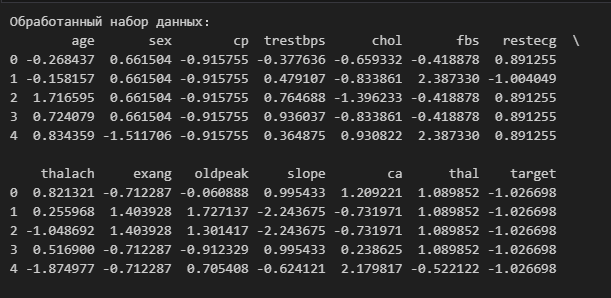 Обработанный набор данных:
age sex cp trestbps chol fbs restecg \
0 -0.268437 0.661504 -0.915755 -0.377636 -0.659332 -0.418878 0.891255
1 -0.158157 0.661504 -0.915755 0.479107 -0.833861 2.387330 -1.004049
2 1.716595 0.661504 -0.915755 0.764688 -1.396233 -0.418878 0.891255
3 0.724079 0.661504 -0.915755 0.936037 -0.833861 -0.418878 0.891255
4 0.834359 -1.511706 -0.915755 0.364875 0.930822 2.387330 0.891255
thalach exang oldpeak slope ca thal target
0 0.821321 -0.712287 -0.060888 0.995433 1.209221 1.089852 -1.026698
1 0.255968 1.403928 1.727137 -2.243675 -0.731971 1.089852 -1.026698
2 -1.048692 1.403928 1.301417 -2.243675 -0.731971 1.089852 -1.026698
3 0.516900 -0.712287 -0.912329 0.995433 0.238625 1.089852 -1.026698
4 -1.874977 -0.712287 0.705408 -0.624121 2.179817 -0.522122 -1.026698